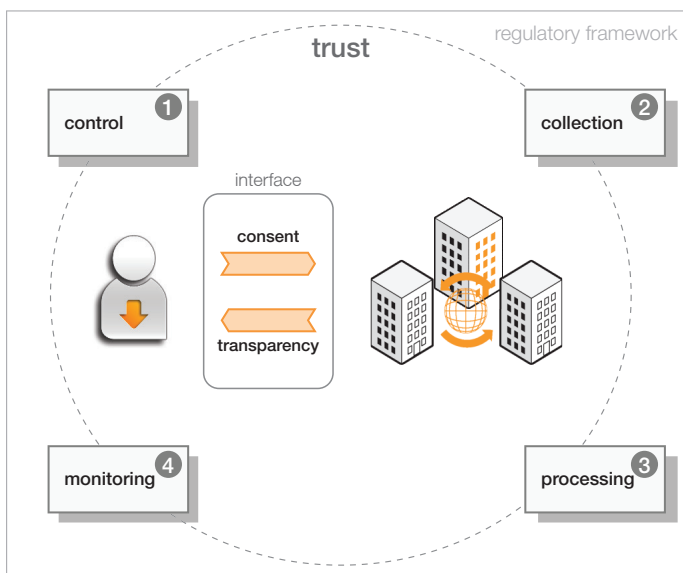 regulatory framework
trust
1
control
2
collection
interface
consent
transparency
4
monitoring
3
processing